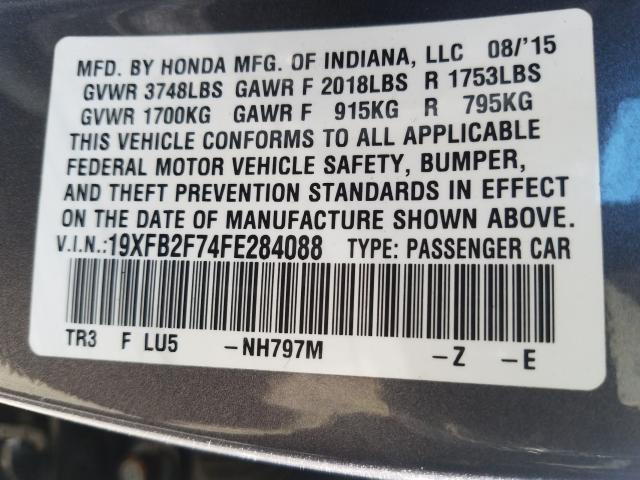 MFD. BY HONDA MFG. OF INDIANA, LLC 08/'15
GVWR 3748LBS GAWR F 2018LBS R 1753LBS
GVWR 1700KG GAWR F 915KG R 795KG
THIS VEHICLE CONFORMS TO ALL APPLICABLE
FEDERAL MOTOR VEHICLE SAFETY, BUMPER,
AND THEFT PREVENTION STANDARDS IN EFFECT
ON THE DATE OF MANUFACTURE SHOWN ABOVE.
V.I.N.:19XFB2F74FE284088 TYPE: PASSENGER CAR
TR3 F LU5 -NH797M -Z -E